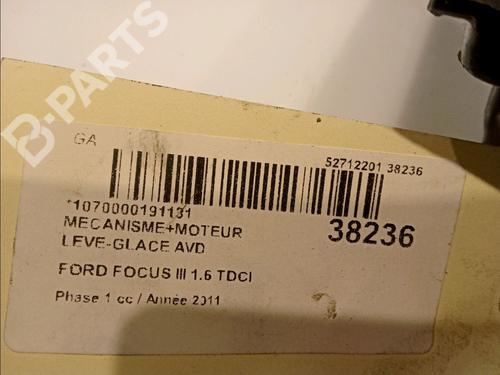 B-PARTS
GA
52712201 38236
*1070000191131
MECANISME+MOTEUR
LEVE-GLACE AVD
38236
FORD FOCUS III 1.6 TDCI
Phase 1 cc / Année 2011